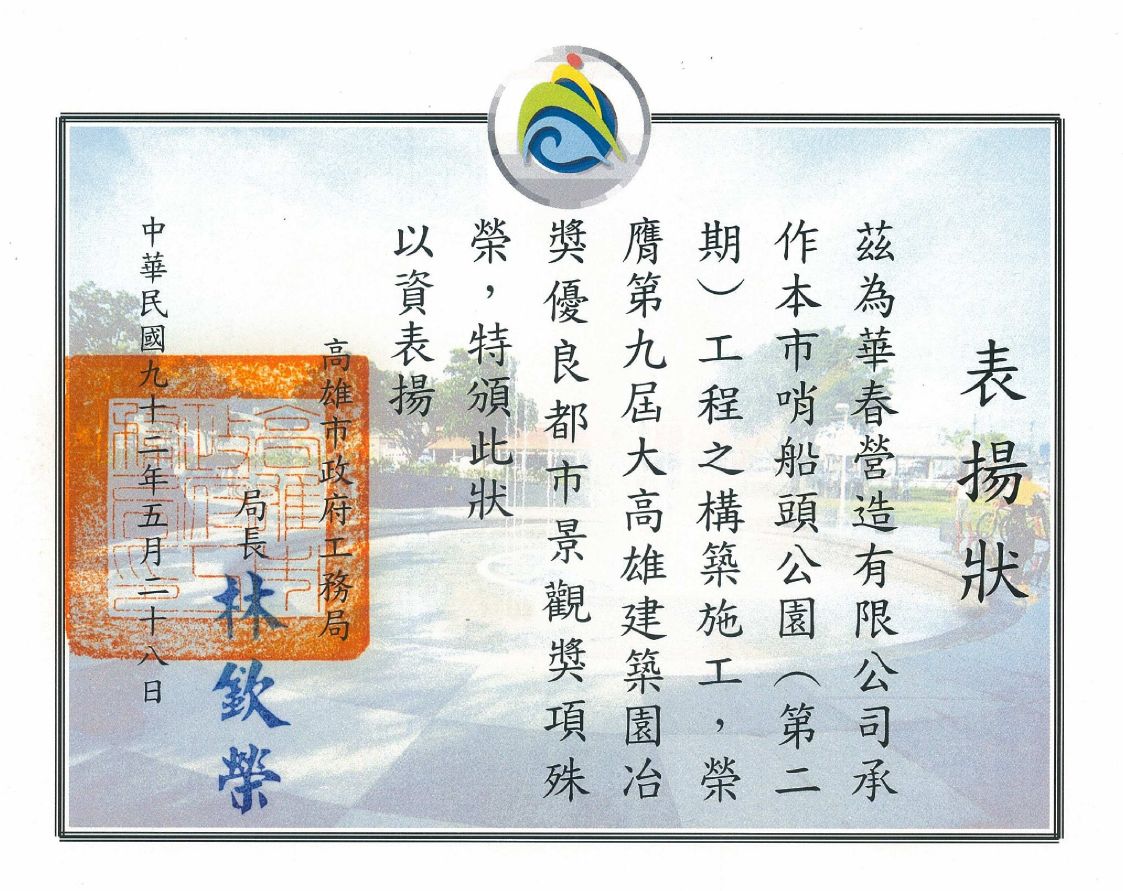 表揚狀
茲為華春營造有限公司承
作本市哨船頭公園（第二
期）工程之構築施工，榮
膺第九屆大高雄建築園冶
獎優良都市景觀獎項殊
榮，特頒此狀
以資表揚
高雄市政府工務局
局長 林欽榮
中華民國九十二年五月二十八日